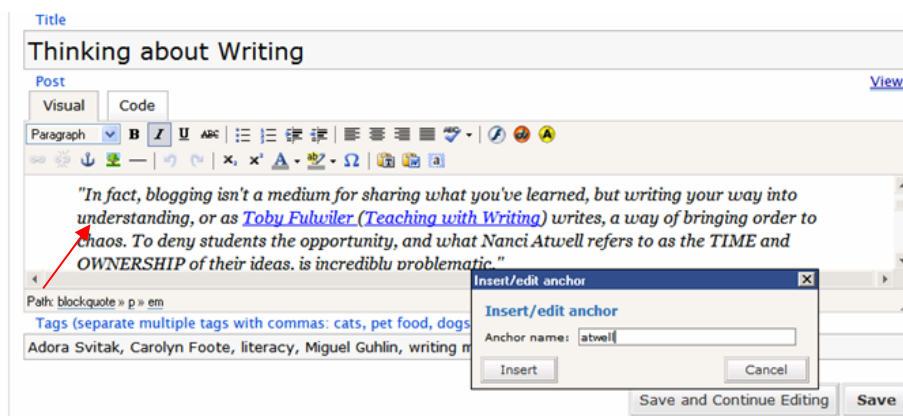 Title
Thinking about Writing
Post
View
Visual Code
Paragraph B I U ABC ABC
x, x² A ab Ω T W a
"In fact, blogging isn't a medium for sharing what you've learned, but writing your way into
understanding, or as Toby Fulwiler (Teaching with Writing) writes, a way of bringing order to
chaos. To deny students the opportunity, and what Nanci Atwell refers to as the TIME and
OWNERSHIP of their ideas, is incredibly problematic."
Path: blockquote » p » em
Insert/edit anchor
Insert/edit anchor
Anchor name: atwell
Insert Cancel
Tags (separate multiple tags with commas: cats, pet food, dogs
Adora Svitak, Carolyn Foote, literacy, Miguel Guhlin, writing
Save and Continue Editing Save